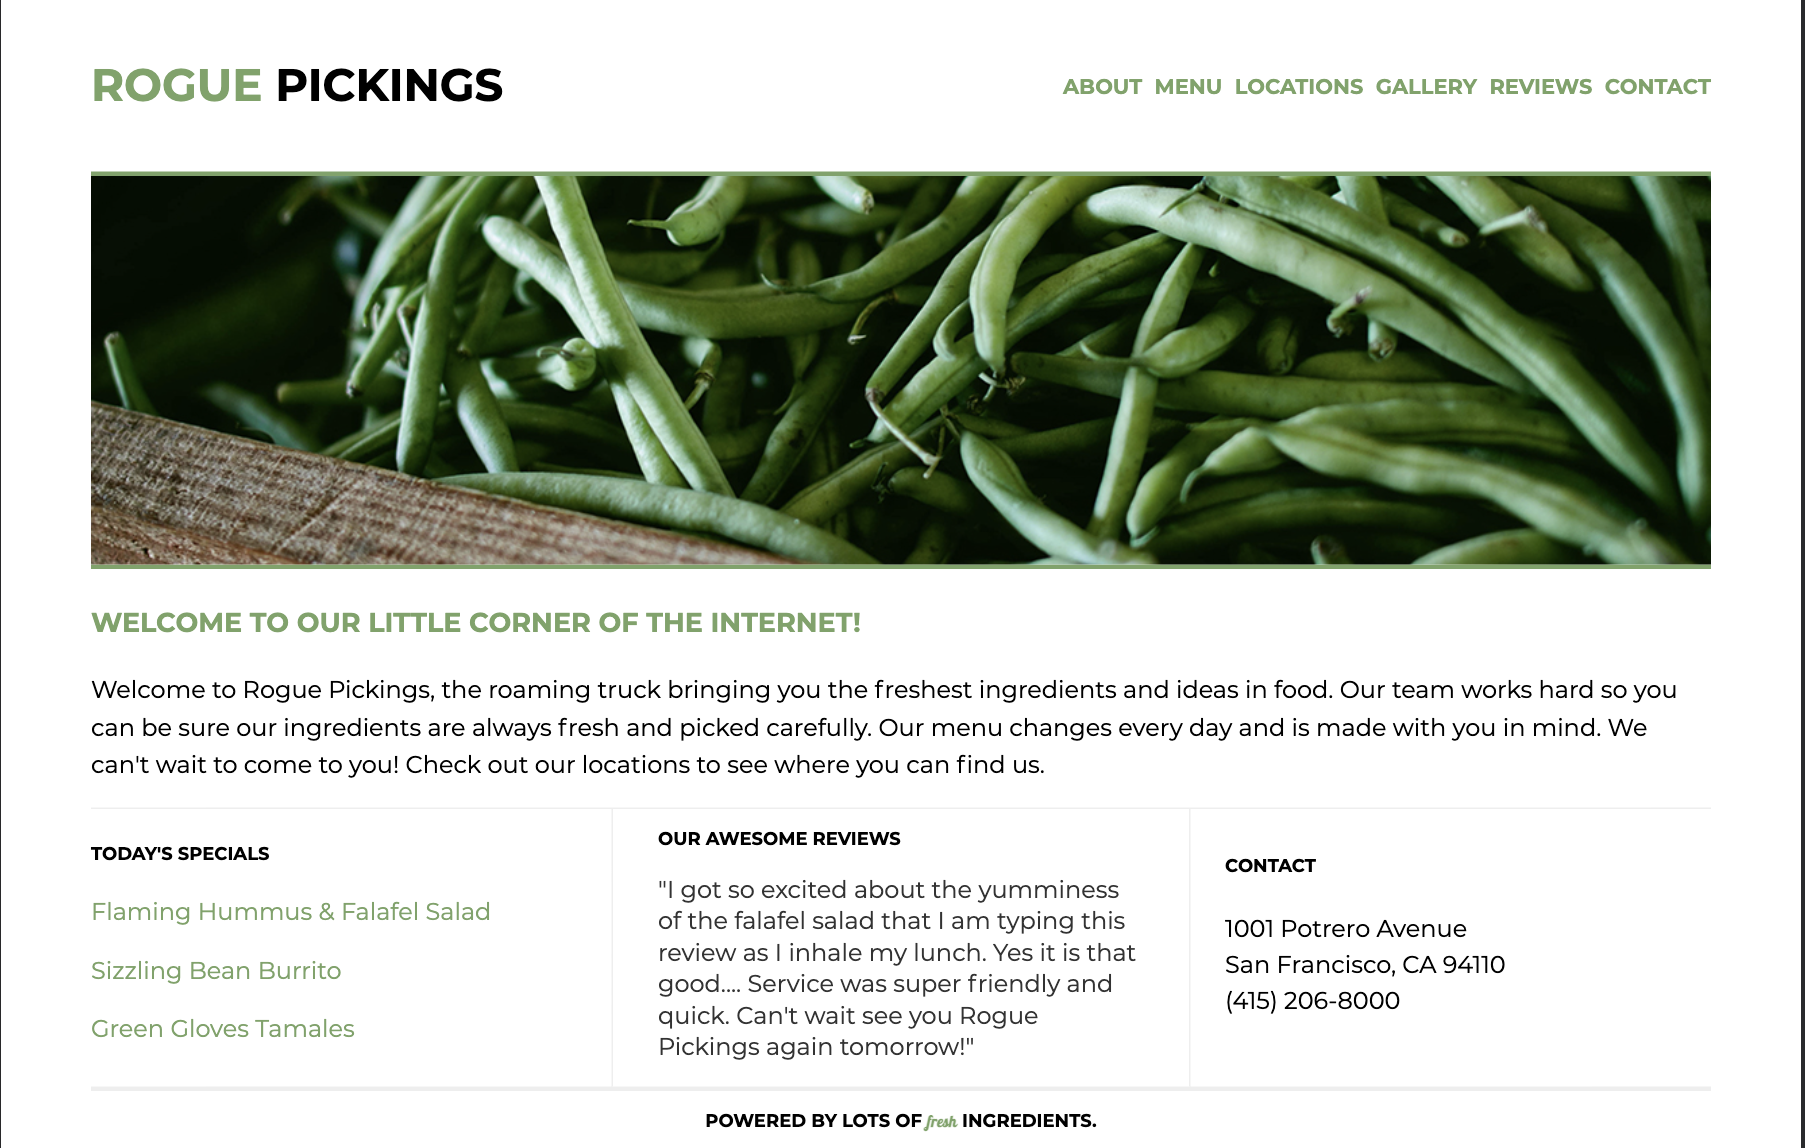 ROGUE PICKINGS
ABOUT MENU LOCATIONS GALLERY REVIEWS CONTACT
WELCOME TO OUR LITTLE CORNER OF THE INTERNET!
Welcome to Rogue Pickings, the roaming truck bringing you the freshest ingredients and ideas in food. Our team works hard so you
can be sure our ingredients are always fresh and picked carefully. Our menu changes every day and is made with you in mind. We
can't wait to come to you! Check out our locations to see where you can find us.
TODAY'S SPECIALS
Flaming Hummus & Falafel Salad
Sizzling Bean Burrito
Green Gloves Tamales
OUR AWESOME REVIEWS
"I got so excited about the yumminess
of the falafel salad that I am typing this
review as I inhale my lunch. Yes it is that
good.... Service was super friendly and
quick. Can't wait see you Rogue
Pickings again tomorrow!"
CONTACT
1001 Potrero Avenue
San Francisco, CA 94110
(415) 206-8000
POWERED BY LOTS OF fresh INGREDIENTS.